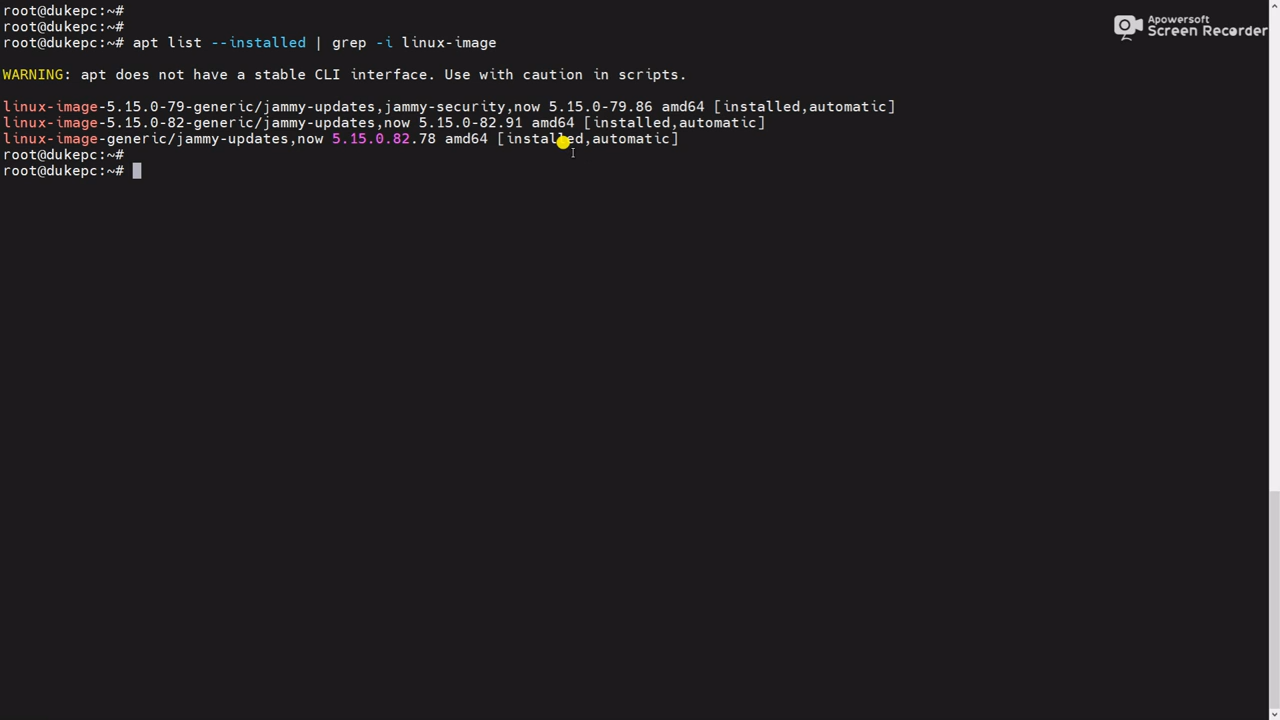 root@dukepc:~#
root@dukepc:~#
root@dukepc:~# apt list --installed | grep -i linux-image
WARNING: apt does not have a stable CLI interface. Use with caution in scripts.
linux-image-5.15.0-79-generic/jammy-updates,jammy-security,now 5.15.0-79.86 amd64 [installed,automatic]
linux-image-5.15.0-82-generic/jammy-updates,now 5.15.0-82.91 amd64 [installed,automatic]
linux-image-generic/jammy-updates,now 5.15.0.82.78 amd64 [installed,automatic]
root@dukepc:~#
root@dukepc:~#
Apowersoft
Screen Recorder